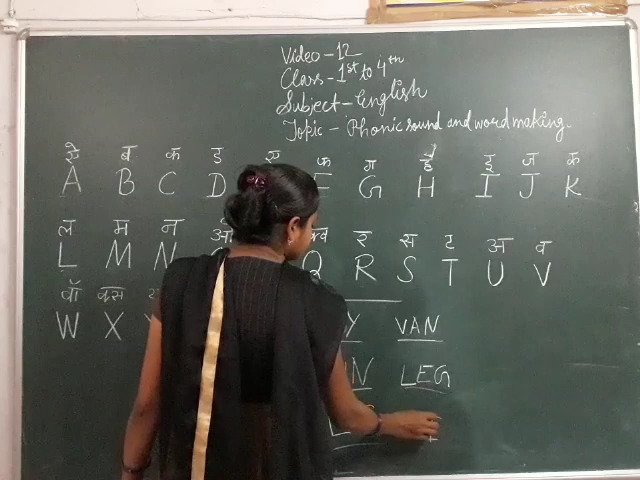 Video - 12
Class - 1st to 4th
Subject - English
Topic - Phonic sound and word making.
ऐ ब क ड फ ग हे इ ज क
A B C D F G H I J K
ल म न क्व र स ट अ व
L M N Q R S T U V
वॉ क्स
W X
VAN
LEG